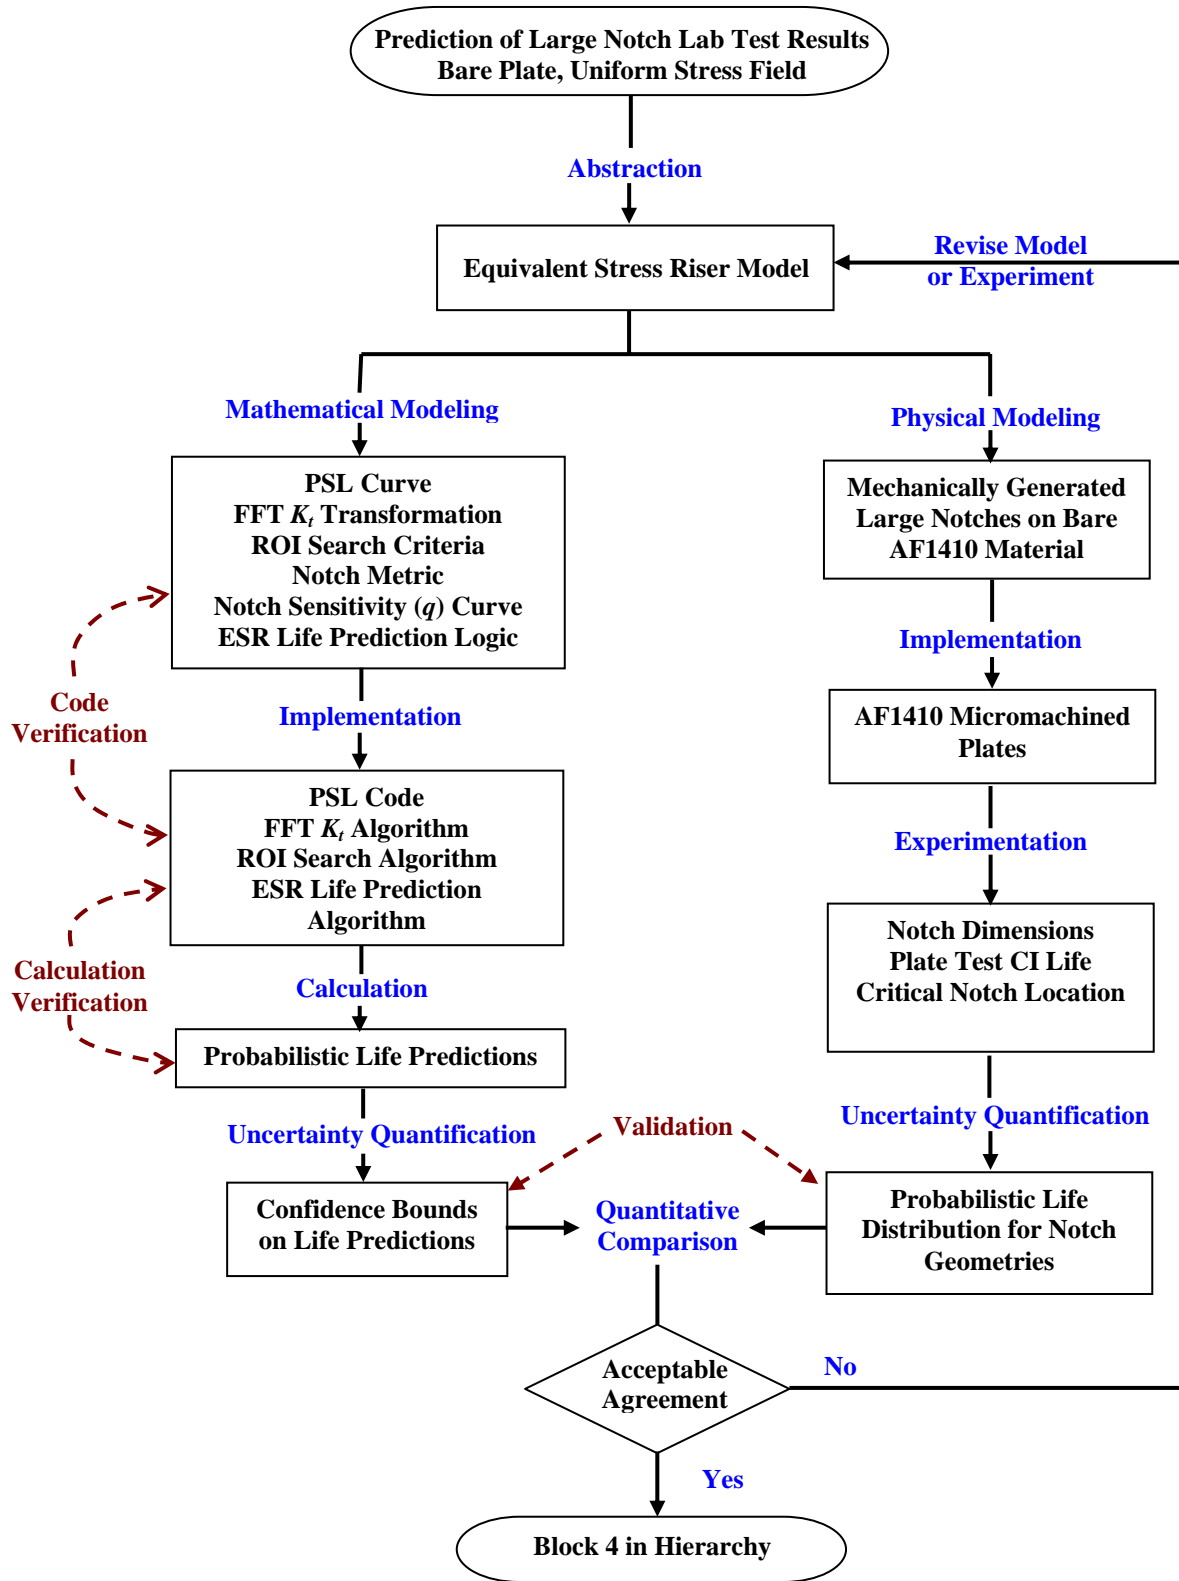 Prediction of Large Notch Lab Test Results
Bare Plate, Uniform Stress Field
Abstraction
Equivalent Stress Riser Model
Revise Model
or Experiment
Mathematical Modeling
PSL Curve
FFT Kt Transformation
ROI Search Criteria
Notch Metric
Notch Sensitivity (q) Curve
ESR Life Prediction Logic
Code
Verification
Implementation
PSL Code
FFT Kt Algorithm
ROI Search Algorithm
ESR Life Prediction
Algorithm
Calculation
Verification
Calculation
Probabilistic Life Predictions
Uncertainty Quantification
Confidence Bounds
on Life Predictions
Physical Modeling
Mechanically Generated
Large Notches on Bare
AF1410 Material
Implementation
AF1410 Micromachined
Plates
Experimentation
Notch Dimensions
Plate Test CI Life
Critical Notch Location
Uncertainty Quantification
Probabilistic Life
Distribution for Notch
Geometries
Validation
Quantitative
Comparison
Acceptable
Agreement
No
Yes
Block 4 in Hierarchy